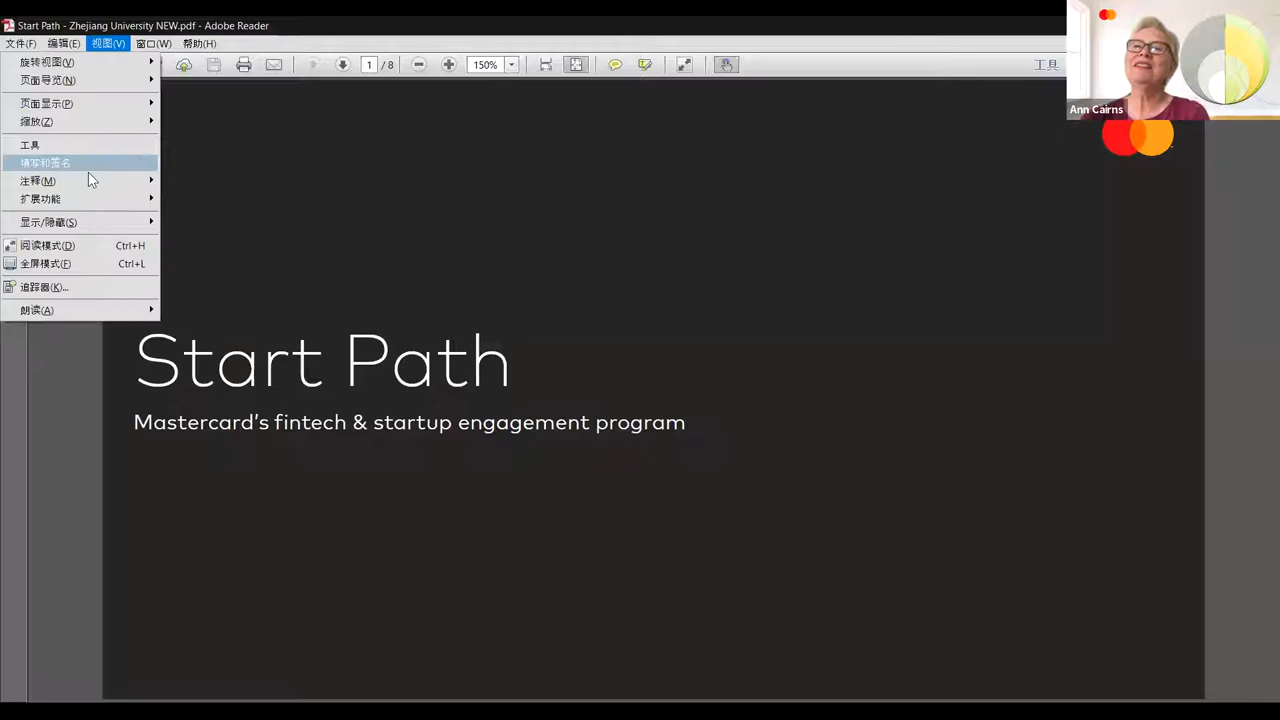 Start Path - Zhejiang University NEW.pdf - Adobe Reader
文件(F) 编辑(E) 视图(V) 窗口(W) 帮助(H)
旋转视图(V)
页面导览(N)
页面显示(P)
缩放(Z)
工具
填写和签名
注释(M)
扩展功能
显示/隐藏(S)
阅读模式(D) Ctrl+H
全屏模式(F) Ctrl+L
追踪器(K)...
朗读(A)
1 / 8
150%
工具
Ann Cairns
Start Path
Mastercard's fintech & startup engagement program